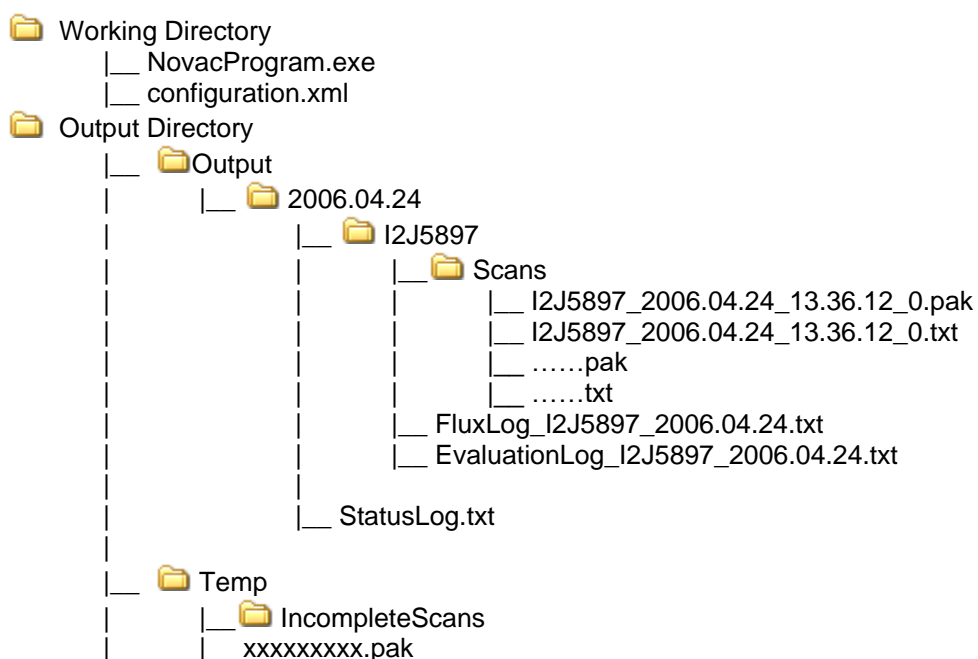 Working Directory
|__ NovacProgram.exe
|__ configuration.xml
Output Directory
|__ Output
| |__ 2006.04.24
| |__ I2J5897
| | |__ Scans
| | | |__ I2J5897_2006.04.24_13.36.12_0.pak
| | | |__ I2J5897_2006.04.24_13.36.12_0.txt
| | | |__ ……pak
| | | |__ ……txt
| | |__ FluxLog_I2J5897_2006.04.24.txt
| | |__ EvaluationLog_I2J5897_2006.04.24.txt
| |
| |__ StatusLog.txt
|
|__ Temp
| |__ IncompleteScans
| | xxxxxxxxxx.pak